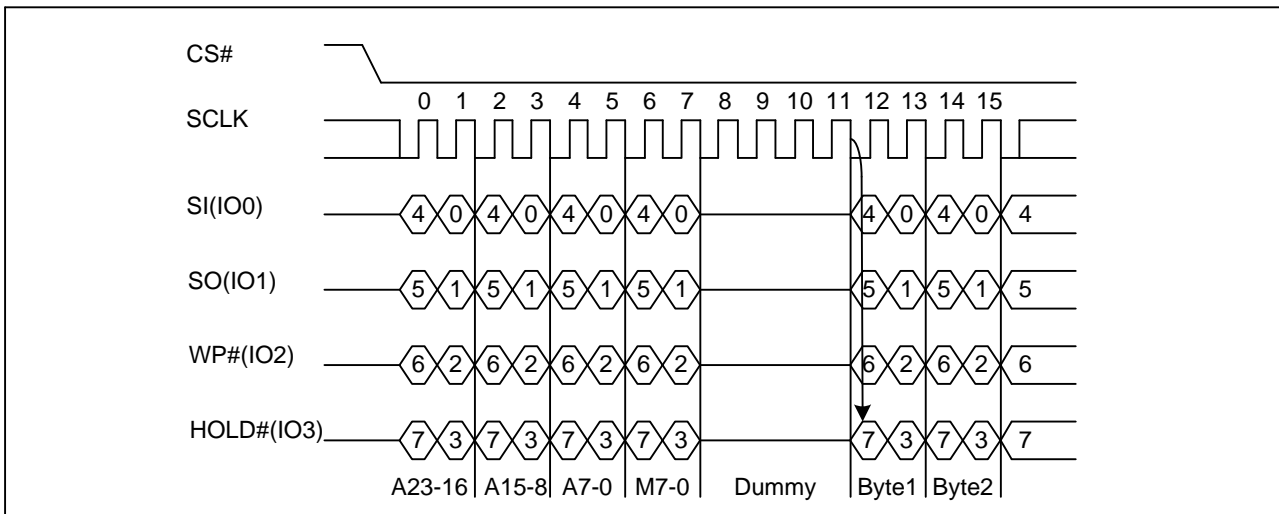 CS#
0 1 2 3 4 5 6 7 8 9 10 11 12 13 14 15
SCLK
SI(IO0) 4 0 4 0 4 0 4 0 4 0 4 0 4
SO(IO1) 5 1 5 1 5 1 5 1 5 1 5 1 5
WP#(IO2) 6 2 6 2 6 2 6 2 6 2 6 2 6
HOLD#(IO3) 7 3 7 3 7 3 7 3 7 3 7 3 7
A23-16 A15-8 A7-0 M7-0 Dummy Byte1 Byte2